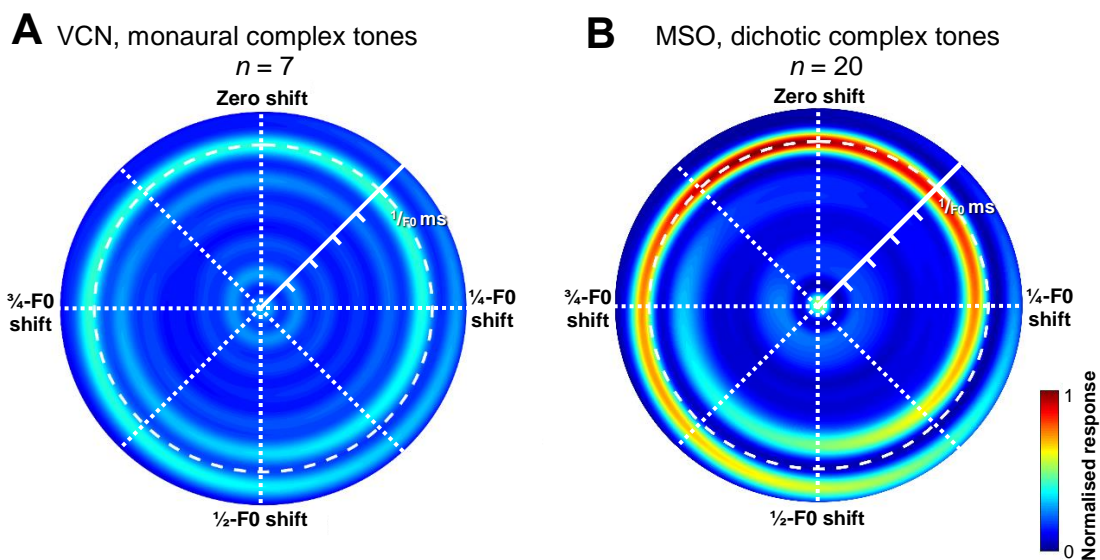 A VCN, monaural complex tones
n = 7
Zero shift
1/F0 ms
¾-F0
shift
¼-F0
shift
½-F0 shift
B MSO, dichotic complex tones
n = 20
Zero shift
1/F0 ms
¾-F0
shift
¼-F0
shift
½-F0 shift
1
0
Normalised response